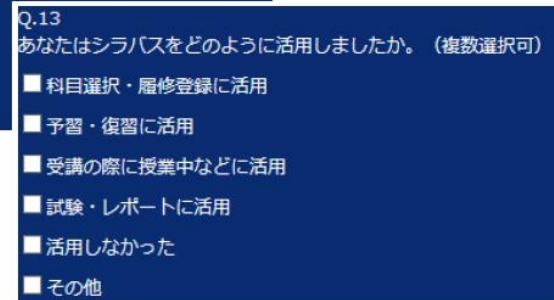 Q.13
あなたはシラバスをどのように活用しましたか。（複数選択可）
科目選択・履修登録に活用
予習・復習に活用
受講の際に授業中などに活用
試験・レポートに活用
活用しなかった
その他